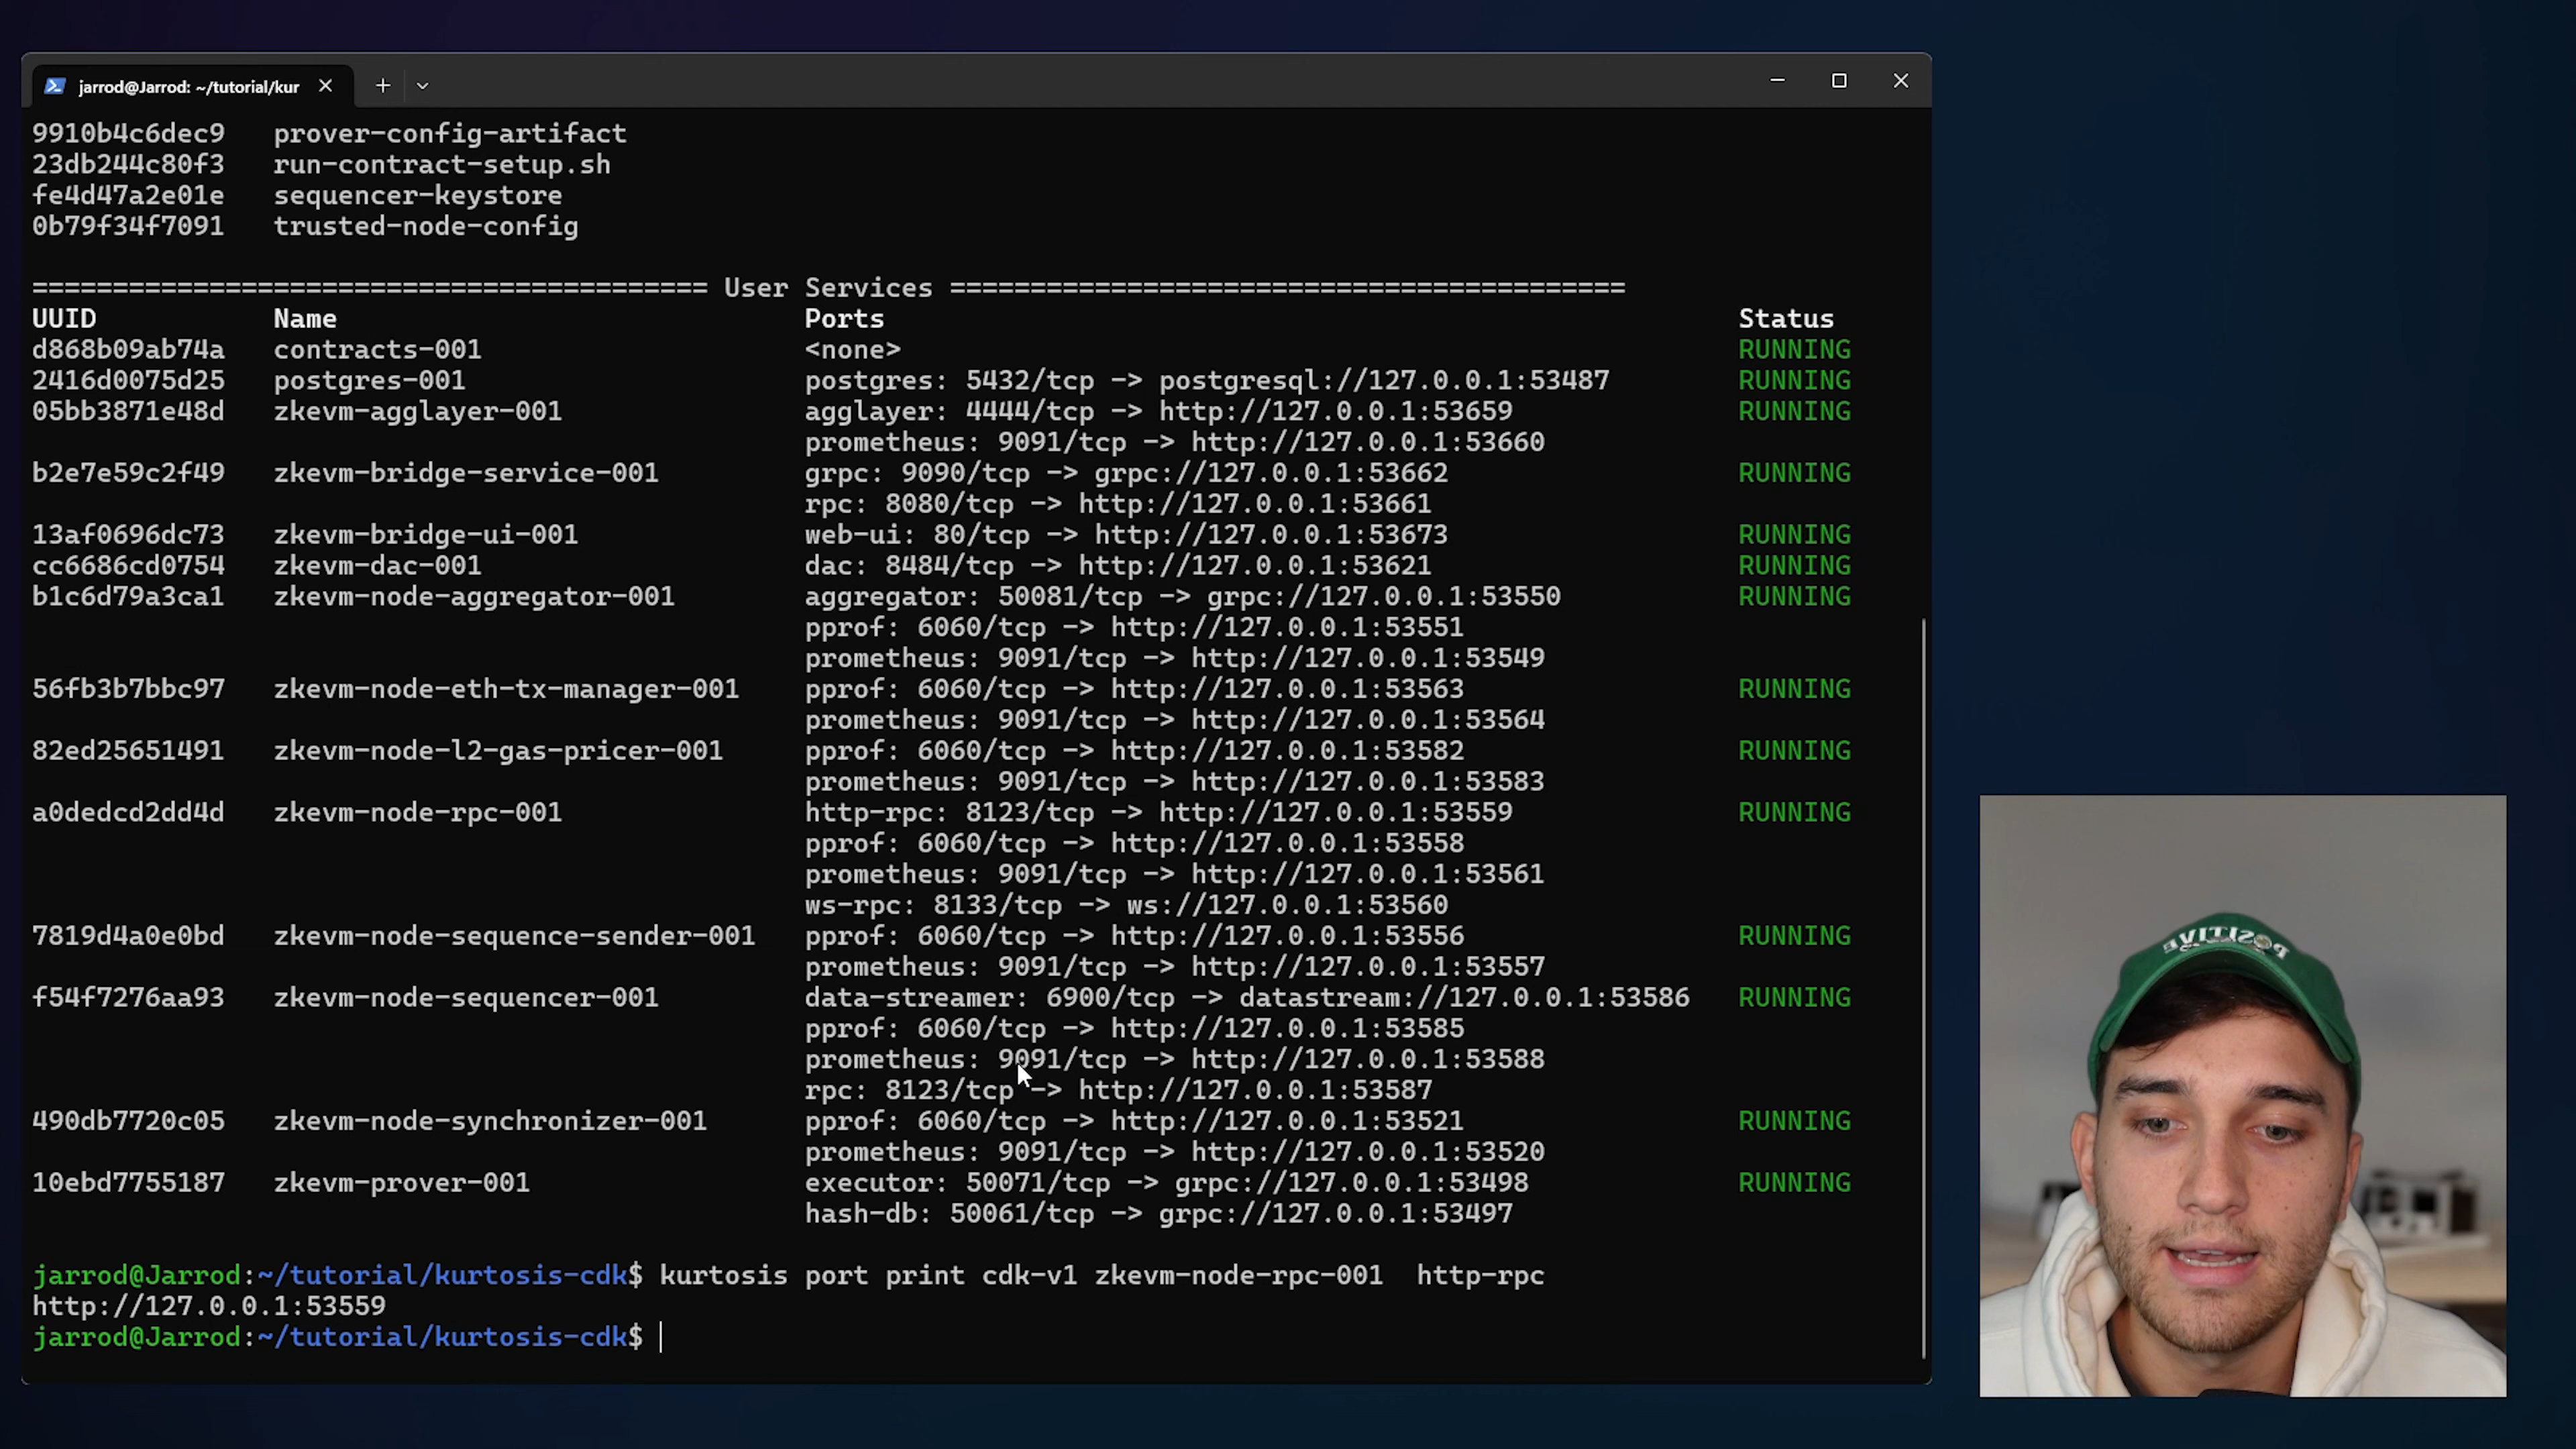 jarrod@Jarrod: ~/tutorial/kur
9910b4c6dec9 prover-config-artifact
23db244c80f3 run-contract-setup.sh
fe4d47a2e01e sequencer-keystore
0b79f34f7091 trusted-node-config
========================================== User Services ==========================================
UUID Name Ports Status
d868b09ab74a contracts-001 <none> RUNNING
2416d0075d25 postgres-001 postgres: 5432/tcp -> postgresql://127.0.0.1:53487 RUNNING
05bb3871e48d zkevm-agglayer-001 agglayer: 4444/tcp -> http://127.0.0.1:53659 RUNNING
prometheus: 9091/tcp -> http://127.0.0.1:53660
b2e7e59c2f49 zkevm-bridge-service-001 grpc: 9090/tcp -> grpc://127.0.0.1:53662 RUNNING
rpc: 8080/tcp -> http://127.0.0.1:53661
13af0696dc73 zkevm-bridge-ui-001 web-ui: 80/tcp -> http://127.0.0.1:53673 RUNNING
cc6686cd0754 zkevm-dac-001 dac: 8484/tcp -> http://127.0.0.1:53621 RUNNING
b1c6d79a3ca1 zkevm-node-aggregator-001 aggregator: 50081/tcp -> grpc://127.0.0.1:53550 RUNNING
pprof: 6060/tcp -> http://127.0.0.1:53551
prometheus: 9091/tcp -> http://127.0.0.1:53549
56fb3b7bbc97 zkevm-node-eth-tx-manager-001 pprof: 6060/tcp -> http://127.0.0.1:53563 RUNNING
prometheus: 9091/tcp -> http://127.0.0.1:53564
82ed25651491 zkevm-node-l2-gas-pricer-001 pprof: 6060/tcp -> http://127.0.0.1:53582 RUNNING
prometheus: 9091/tcp -> http://127.0.0.1:53583
a0dedcd2dd4d zkevm-node-rpc-001 http-rpc: 8123/tcp -> http://127.0.0.1:53559 RUNNING
pprof: 6060/tcp -> http://127.0.0.1:53558
prometheus: 9091/tcp -> http://127.0.0.1:53561
ws-rpc: 8133/tcp -> ws://127.0.0.1:53560
7819d4a0e0bd zkevm-node-sequence-sender-001 pprof: 6060/tcp -> http://127.0.0.1:53556 RUNNING
prometheus: 9091/tcp -> http://127.0.0.1:53557
f54f7276aa93 zkevm-node-sequencer-001 data-streamer: 6900/tcp -> datastream://127.0.0.1:53586 RUNNING
pprof: 6060/tcp -> http://127.0.0.1:53585
prometheus: 9091/tcp -> http://127.0.0.1:53588
rpc: 8123/tcp -> http://127.0.0.1:53587
490db7720c05 zkevm-node-synchronizer-001 pprof: 6060/tcp -> http://127.0.0.1:53521 RUNNING
prometheus: 9091/tcp -> http://127.0.0.1:53520
10ebd7755187 zkevm-prover-001 executor: 50071/tcp -> grpc://127.0.0.1:53498 RUNNING
hash-db: 50061/tcp -> grpc://127.0.0.1:53497
jarrod@Jarrod:~/tutorial/kurtosis-cdk$ kurtosis port print cdk-v1 zkevm-node-rpc-001 http-rpc
http://127.0.0.1:53559
jarrod@Jarrod:~/tutorial/kurtosis-cdk$
POSITIVE